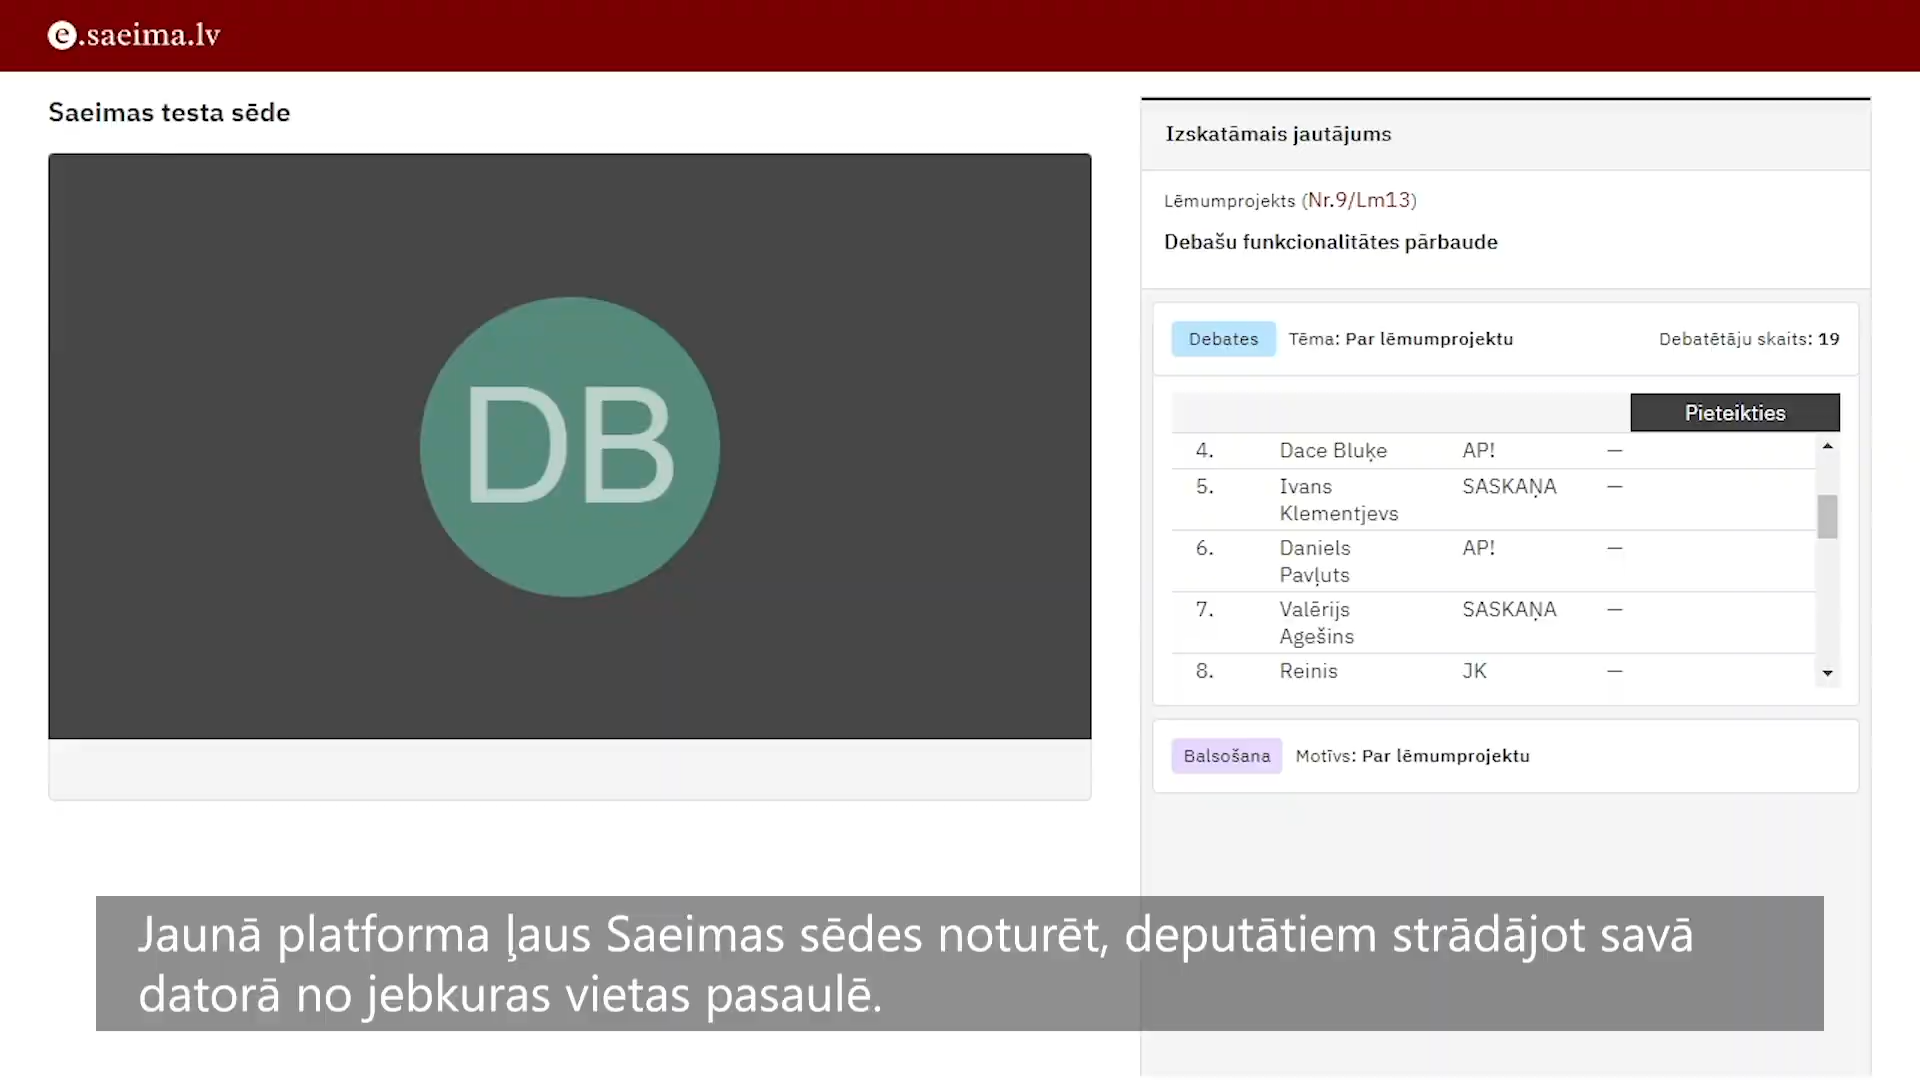 e.saeima.lv
Saeimas testa sēde
DB
Izskatāmais jautājums
Lēmumprojekts (Nr.9/Lm13)
Debašu funkcionalitātes pārbaude
Debates Tēma: Par lēmumprojektu Debatētāju skaits: 19
Pieteikties
4. Dace Bluķe AP! —
5. Ivans SASKAŅA —
Klementjevs
6. Daniels AP! —
Pavļuts
7. Valērijs SASKAŅA —
Agešins
8. Reinis JK —
Balsošana Motīvs: Par lēmumprojektu
Jaunā platforma ļaus Saeimas sēdes noturēt, deputātiem strādājot savā
datorā no jebkuras vietas pasaulē.